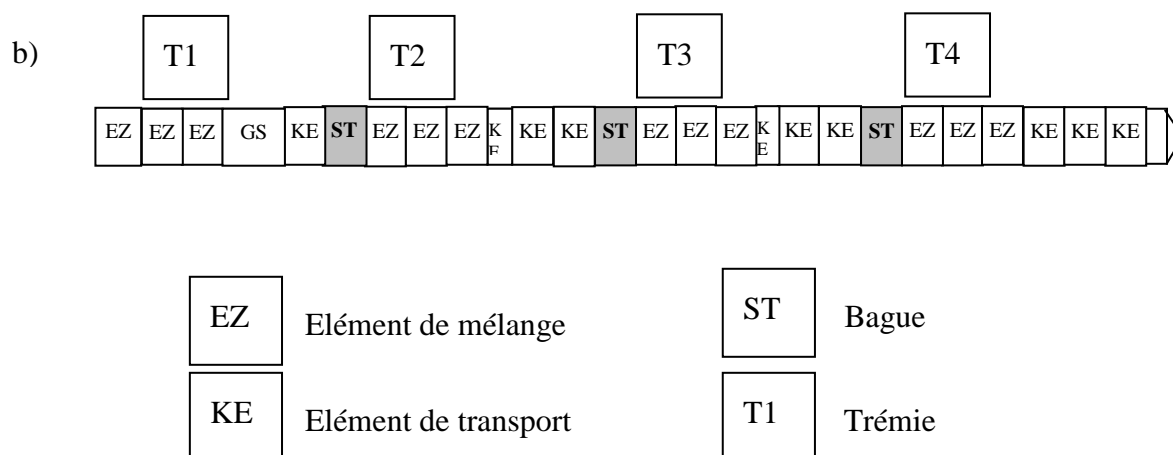 b)
T1 T2 T3 T4
EZ EZ EZ GS KE ST EZ EZ EZ KE KE KE ST EZ EZ EZ KE KE KE ST EZ EZ EZ KE KE KE
EZ Elément de mélange ST Bague
KE Elément de transport T1 Trémie